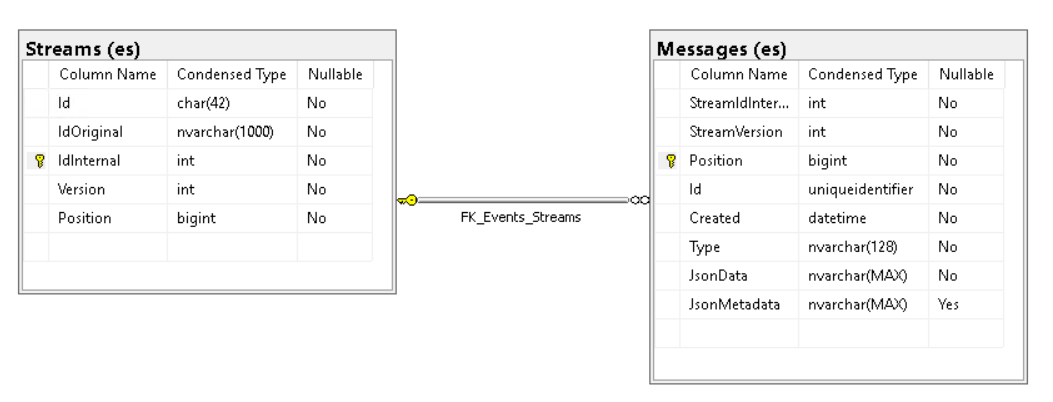 Streams (es)
Column Name Condensed Type Nullable
Id char(42) No
IdOriginal nvarchar(1000) No
IdInternal int No
Version int No
Position bigint No
FK_Events_Streams
Messages (es)
Column Name Condensed Type Nullable
StreamIdInter... int No
StreamVersion int No
Position bigint No
Id uniqueidentifier No
Created datetime No
Type nvarchar(128) No
JsonData nvarchar(MAX) No
JsonMetadata nvarchar(MAX) Yes